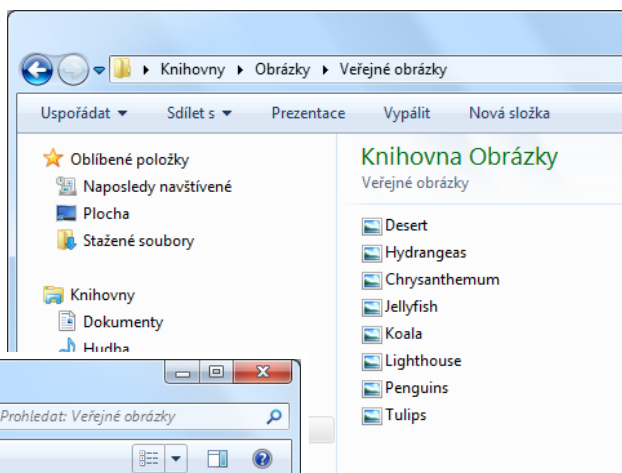 Knihovny Obrázky Veřejné obrázky
Uspořádat Sdílet s Prezentace Vypálit Nová složka
Oblíbené položky
Naposledy navštívené
Plocha
Stažené soubory
Knihovny
Dokumenty
Hudba
Knihovna Obrázky
Veřejné obrázky
Desert
Hydrangeas
Chrysanthemum
Jellyfish
Koala
Lighthouse
Penguins
Tulips
Prohledat: Veřejné obrázky